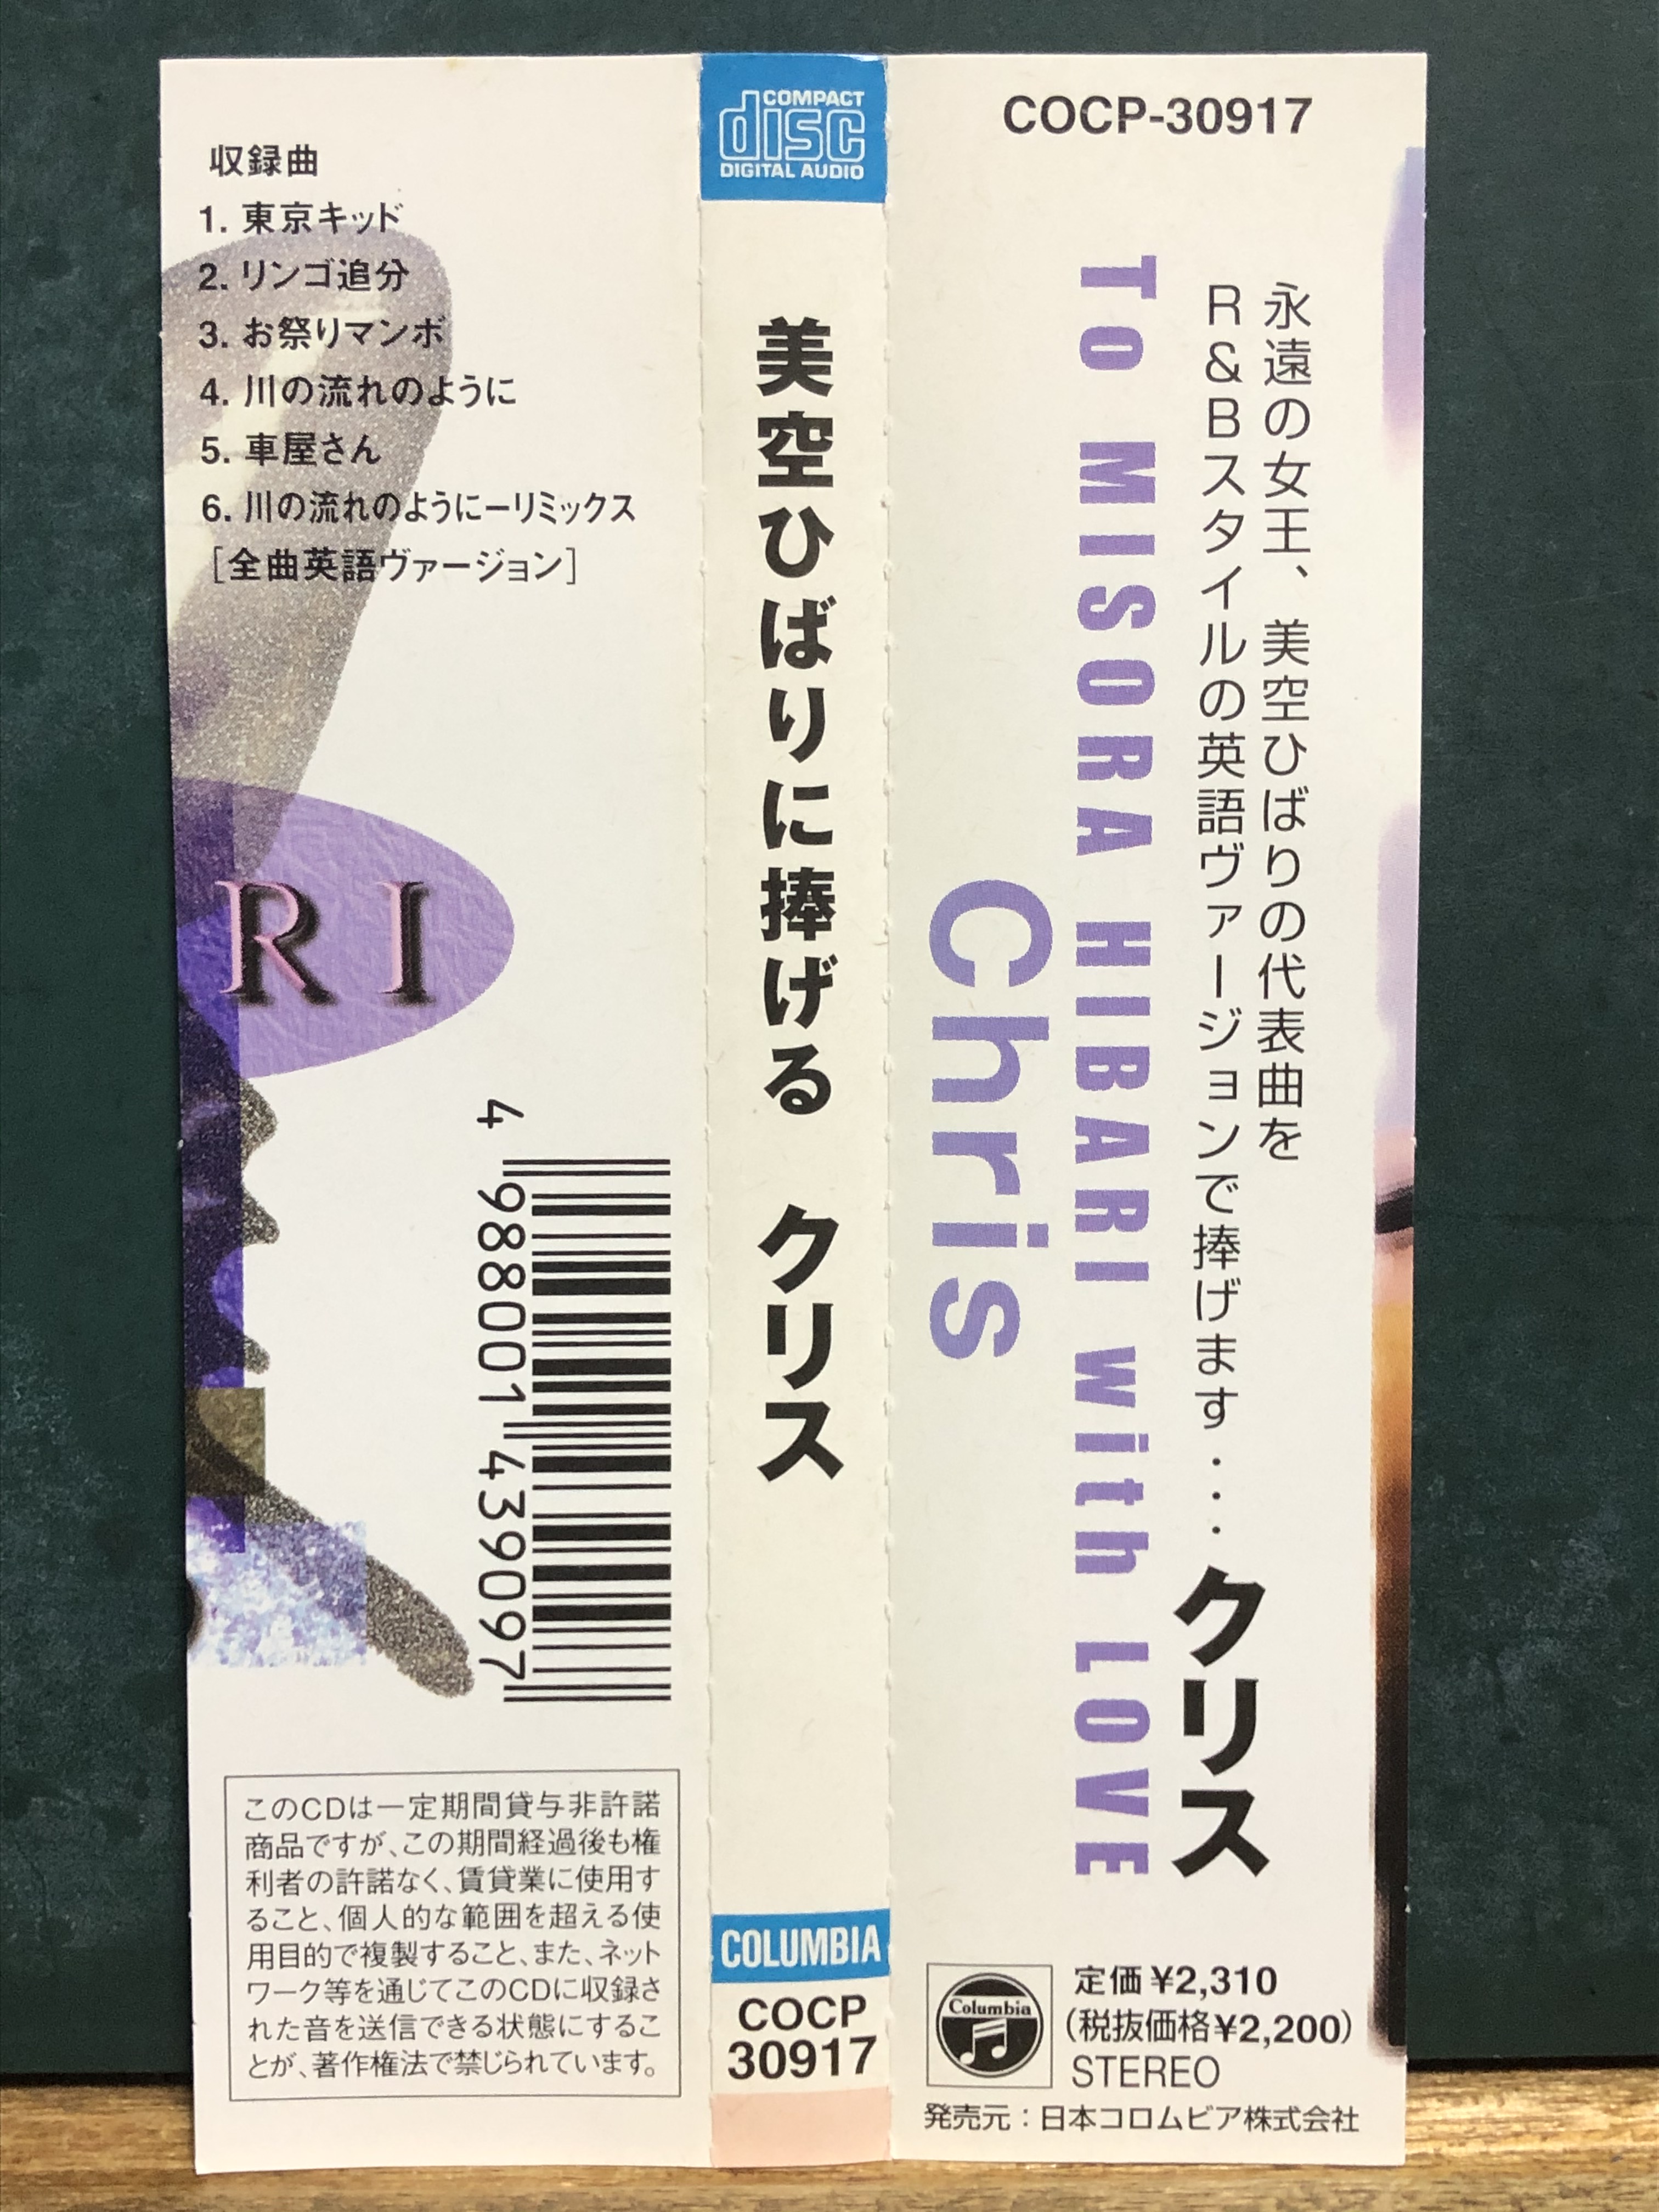 収録曲
1. 東京キッド
2. リンゴ追分
3. お祭りマンボ
4. 川の流れのように
5. 車屋さん
6. 川の流れのようにーリミックス
[全曲英語ヴァージョン]
RI
4 988001 439097
このCDは一定期間貸与非許諾
商品ですが、この期間経過後も権
利者の許諾なく、賃貸業に使用す
ること、個人的な範囲を超える使
用目的で複製すること、また、ネット
ワーク等を通じてこのCDに収録さ
れた音を送信できる状態にするこ
とが、著作権法で禁じられています。
COMPACT
disc
DIGITAL AUDIO
美空ひばりに捧げる クリス
COLUMBIA
COCP
30917
COCP-30917
永遠の女王、美空ひばりの代表曲を
R&Bスタイルの英語ヴァージョンで捧げます・・・クリス
TO MISORA HIBARI with LOVE
Chris
Columbia
定価 ¥2,310
(税抜価格¥2,200)
STEREO
発売元：日本コロムビア株式会社